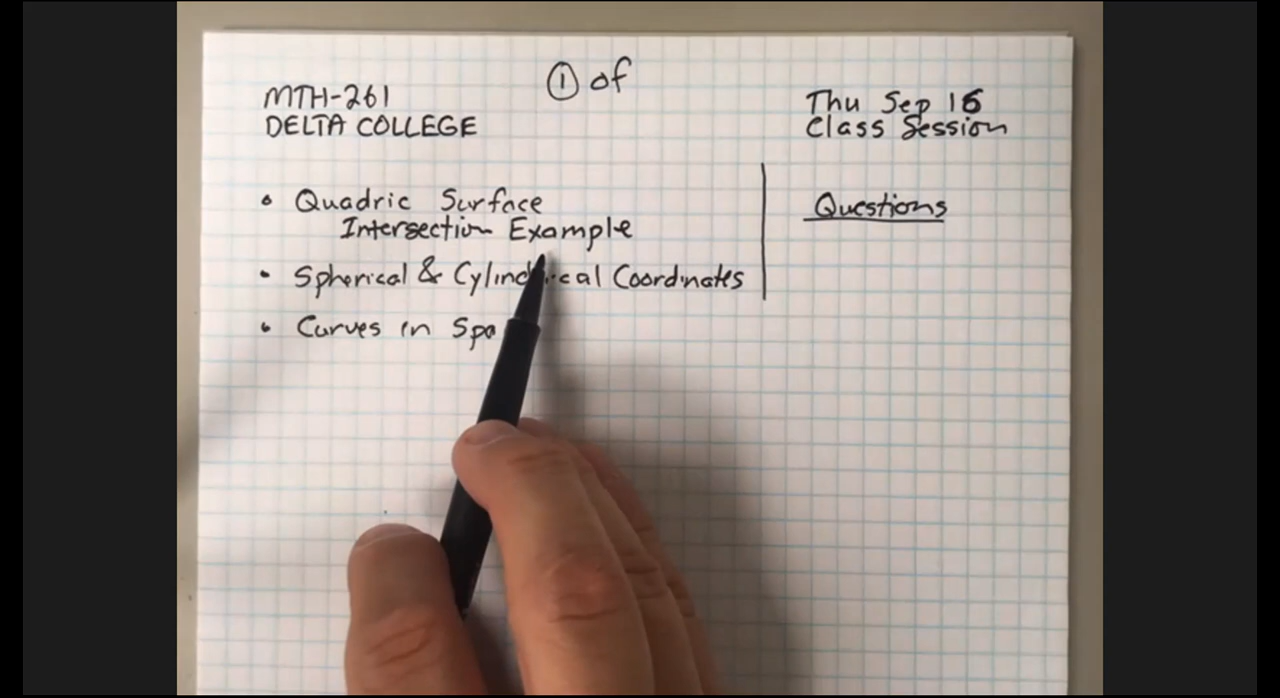 ① of
MTH-261
DELTA COLLEGE
Thu Sep 16
Class Session
• Quadric Surface
Intersection Example
• Spherical & Cylindrical Coordinates
• Curves in
Questions